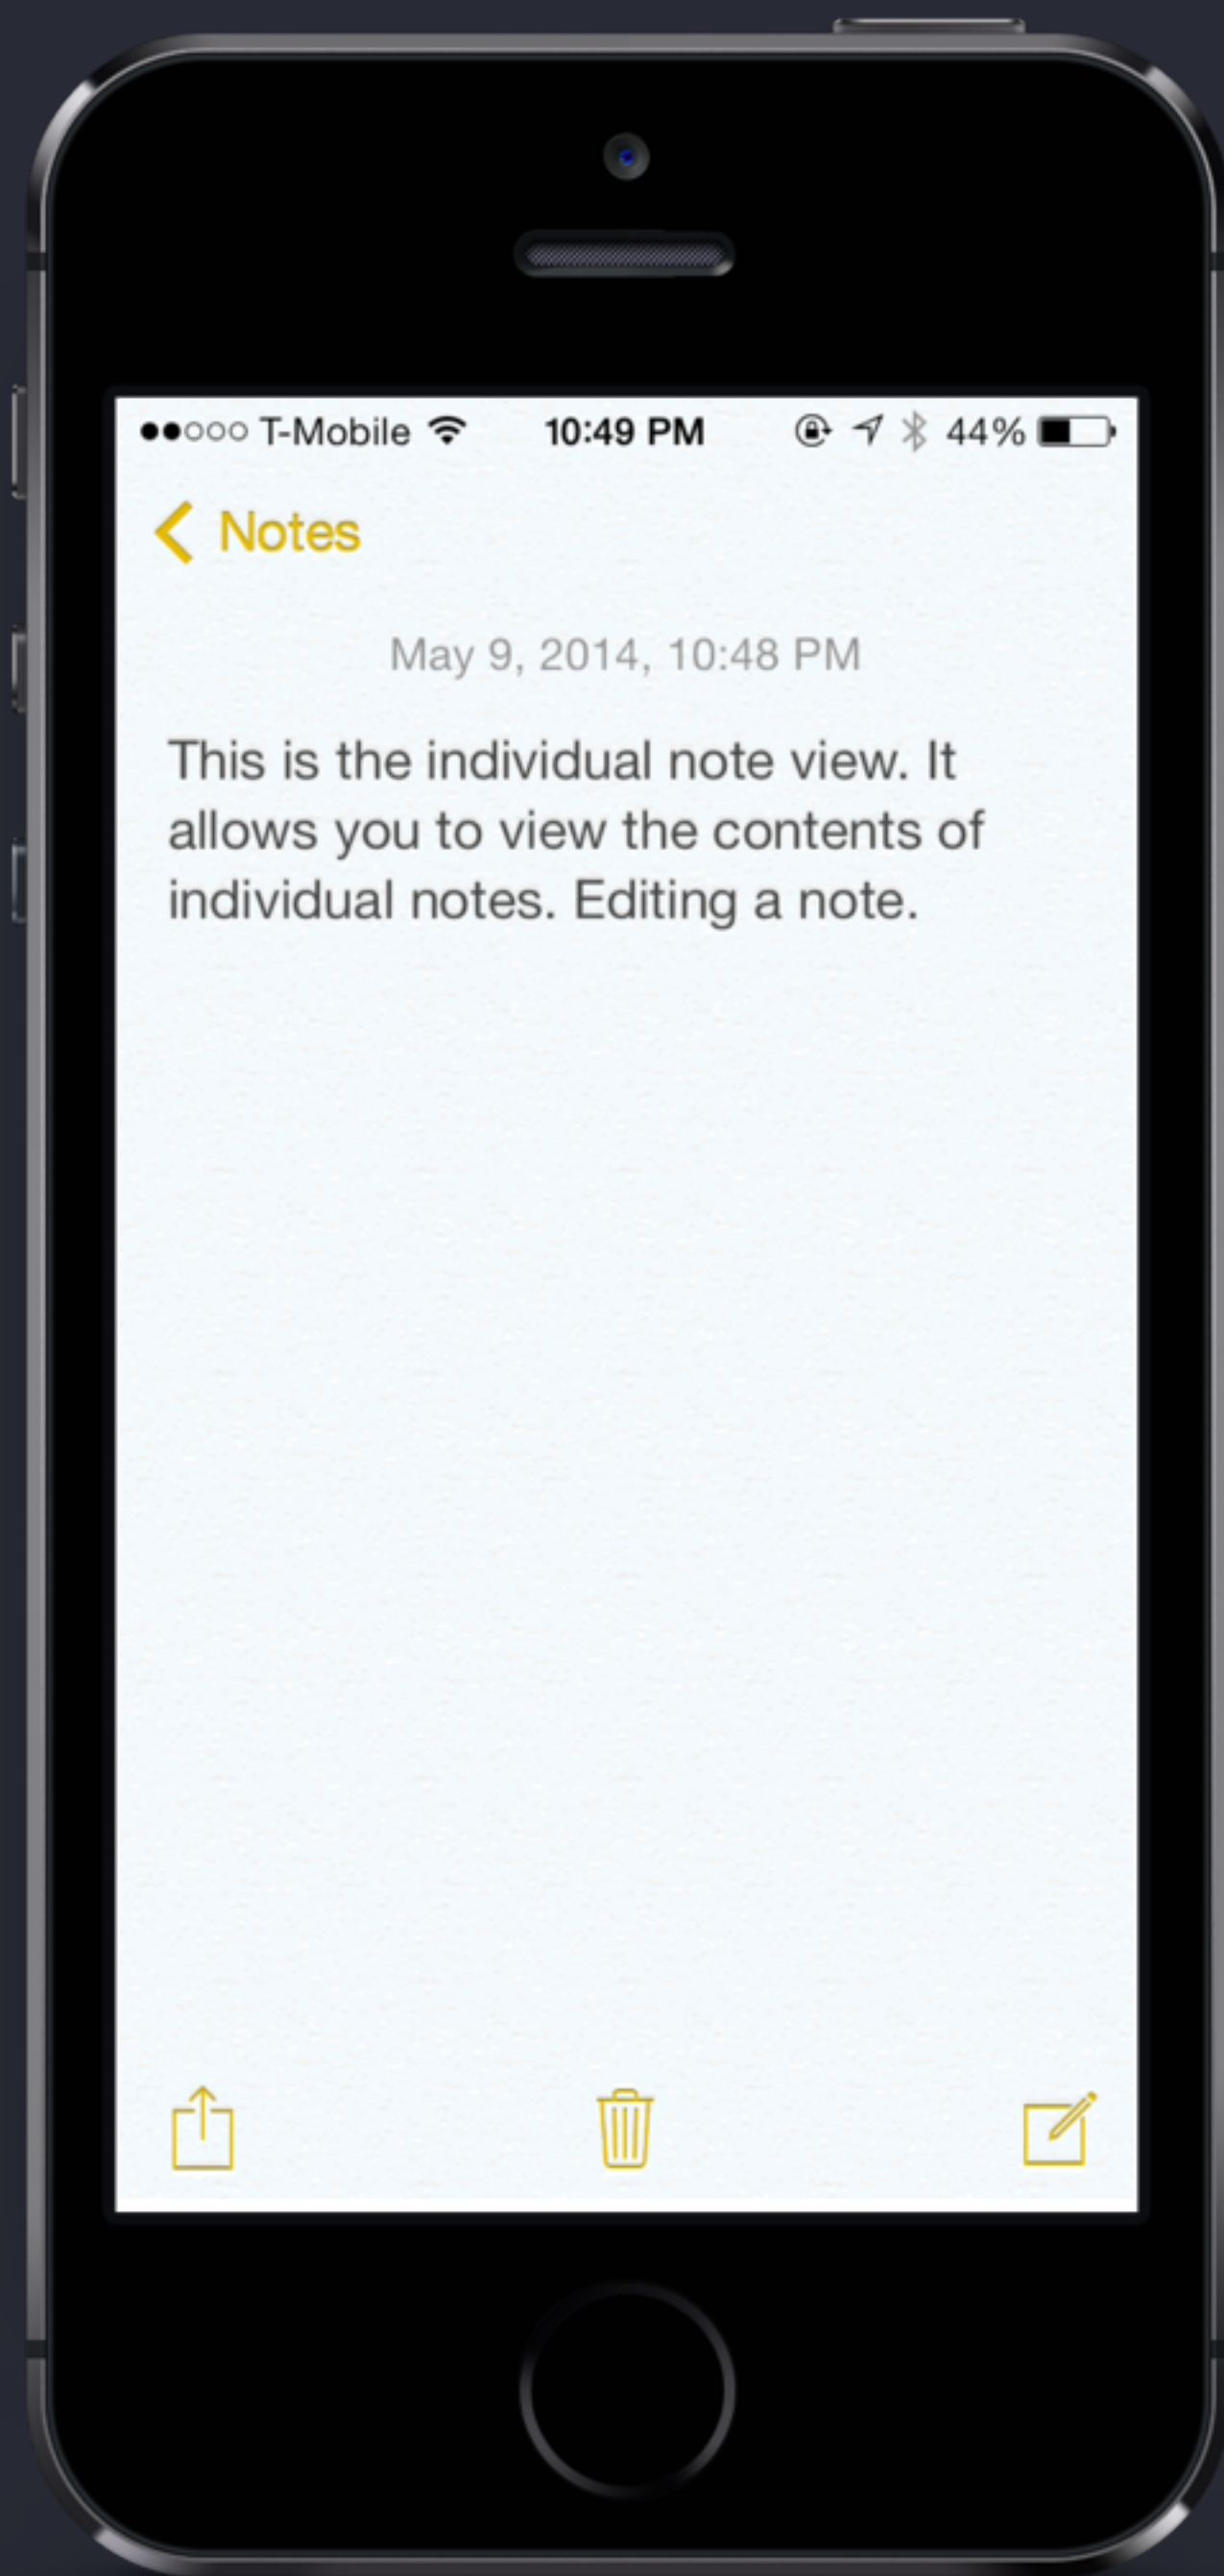 T-Mobile 10:49 PM 44%
Notes
May 9, 2014, 10:48 PM
This is the individual note view. It
allows you to view the contents of
individual notes. Editing a note.